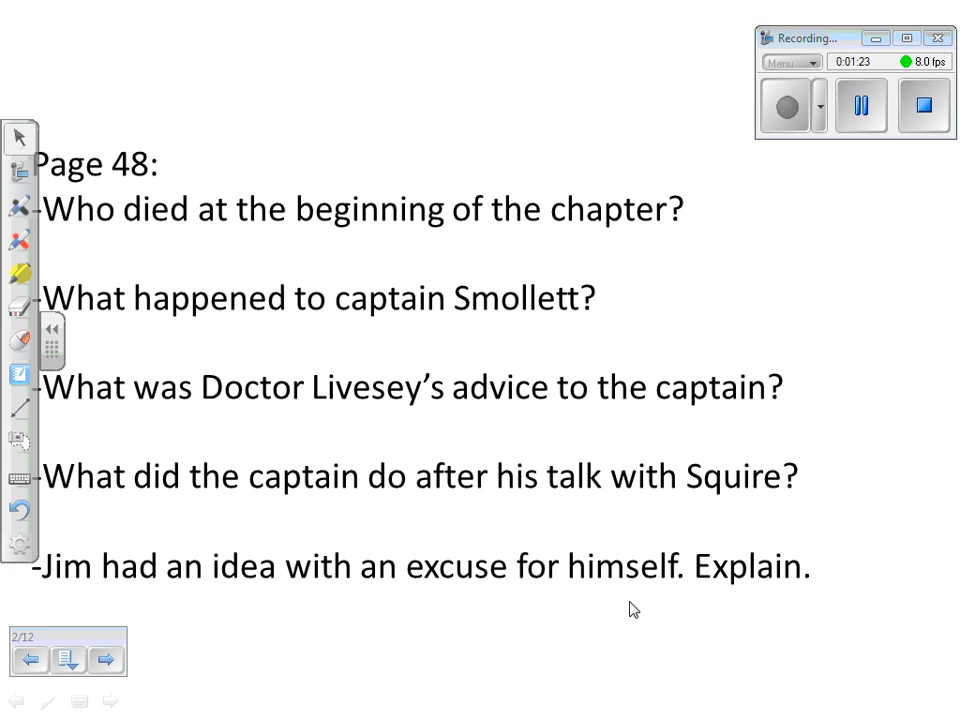 Recording...
Menu
0:01:23
8.0 fps
Page 48:
-Who died at the beginning of the chapter?
-What happened to captain Smollett?
-What was Doctor Livesey’s advice to the captain?
-What did the captain do after his talk with Squire?
-Jim had an idea with an excuse for himself. Explain.
2/12